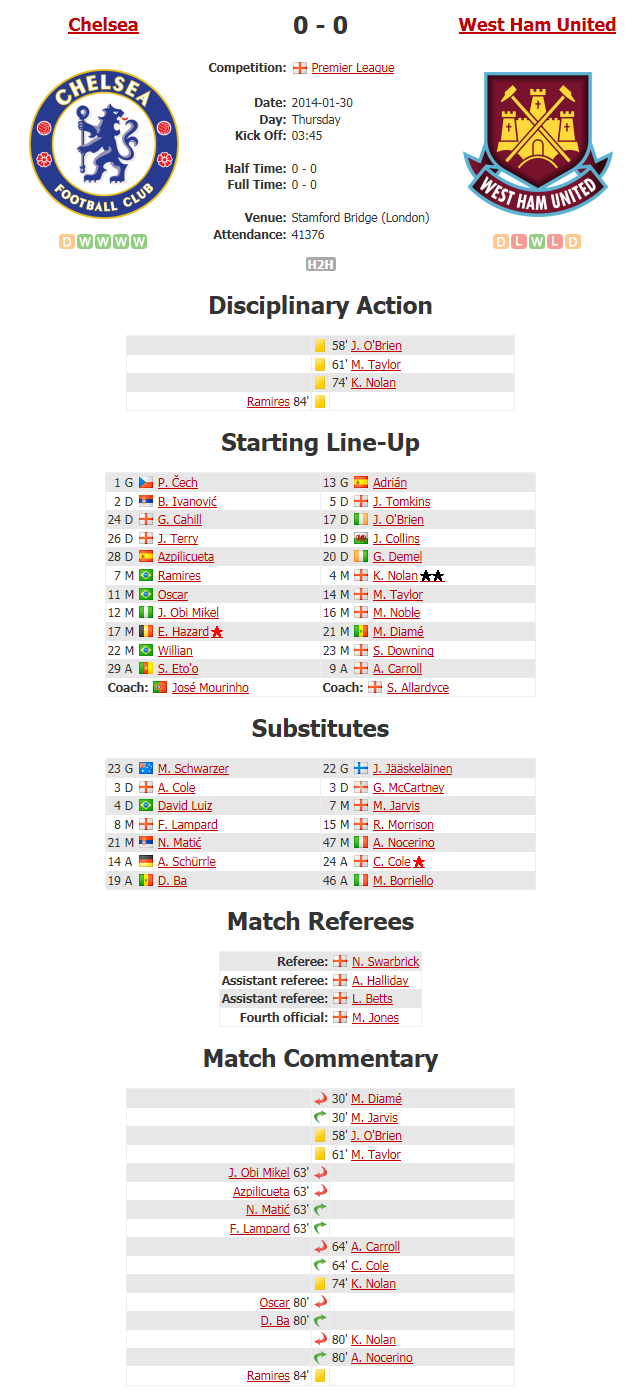 Chelsea 0 - 0 West Ham United
Competition: Premier League
Date: 2014-01-30
Day: Thursday
Kick Off: 03:45
Half Time: 0 - 0
Full Time: 0 - 0
Venue: Stamford Bridge (London)
Attendance: 41376
CHELSEA
FOOTBALL CLUB
WEST HAM UNITED
D W W W W
D L W L D
H2H
Disciplinary Action
58' J. O'Brien
61' M. Taylor
74' K. Nolan
Ramires 84'
Starting Line-Up
1 G P. Čech 13 G Adrián
2 D B. Ivanović 5 D J. Tomkins
24 D G. Cahill 17 D J. O'Brien
26 D J. Terry 19 D J. Collins
28 D Azpilicueta 20 D G. Demel
7 M Ramires 4 M K. Nolan
11 M Oscar 14 M M. Taylor
12 M J. Obi Mikel 16 M M. Noble
17 M E. Hazard 21 M M. Diamé
22 M Willian 23 M S. Downing
29 A S. Eto'o 9 A A. Carroll
Coach: José Mourinho Coach: S. Allardyce
Substitutes
23 G M. Schwarzer 22 G J. Jääskeläinen
3 D A. Cole 3 D G. McCartney
4 D David Luiz 7 M M. Jarvis
8 M F. Lampard 15 M R. Morrison
21 M N. Matić 47 M A. Nocerino
14 A A. Schürrle 24 A C. Cole
19 A D. Ba 46 A M. Borriello
Match Referees
Referee: N. Swarbrick
Assistant referee: A. Halliday
Assistant referee: L. Betts
Fourth official: M. Jones
Match Commentary
30' M. Diamé
30' M. Jarvis
58' J. O'Brien
61' M. Taylor
J. Obi Mikel 63'
Azpilicueta 63'
N. Matić 63'
F. Lampard 63'
64' A. Carroll
64' C. Cole
74' K. Nolan
Oscar 80'
D. Ba 80'
80' K. Nolan
80' A. Nocerino
Ramires 84'